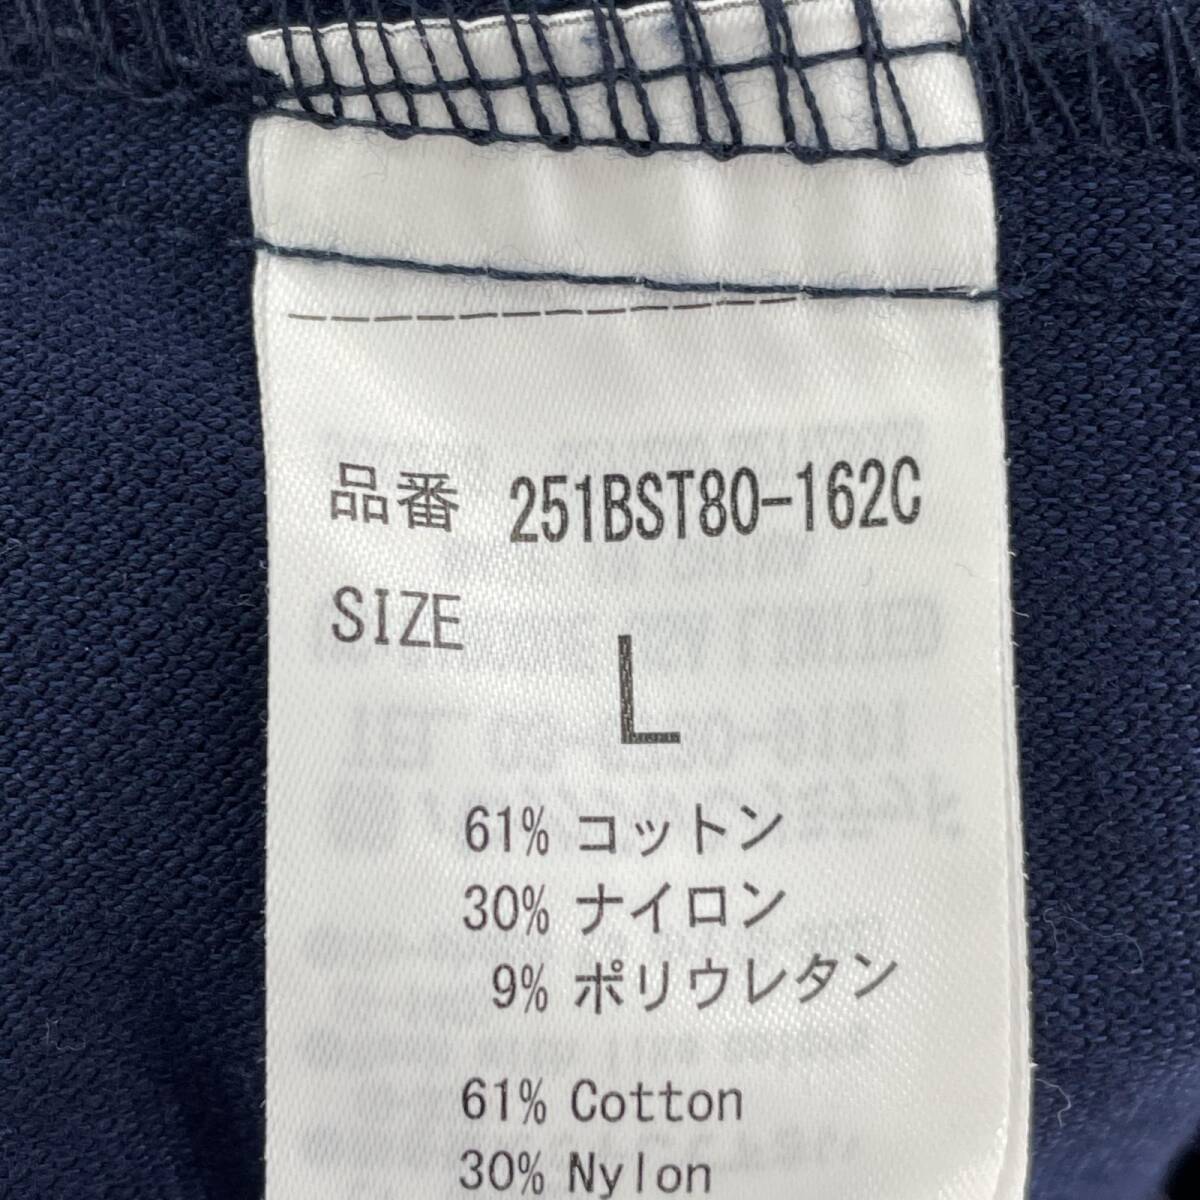 品番 251BST80-162C
SIZE
L
61% コットン
30% ナイロン
9% ポリウレタン
61% Cotton
30% Nylon